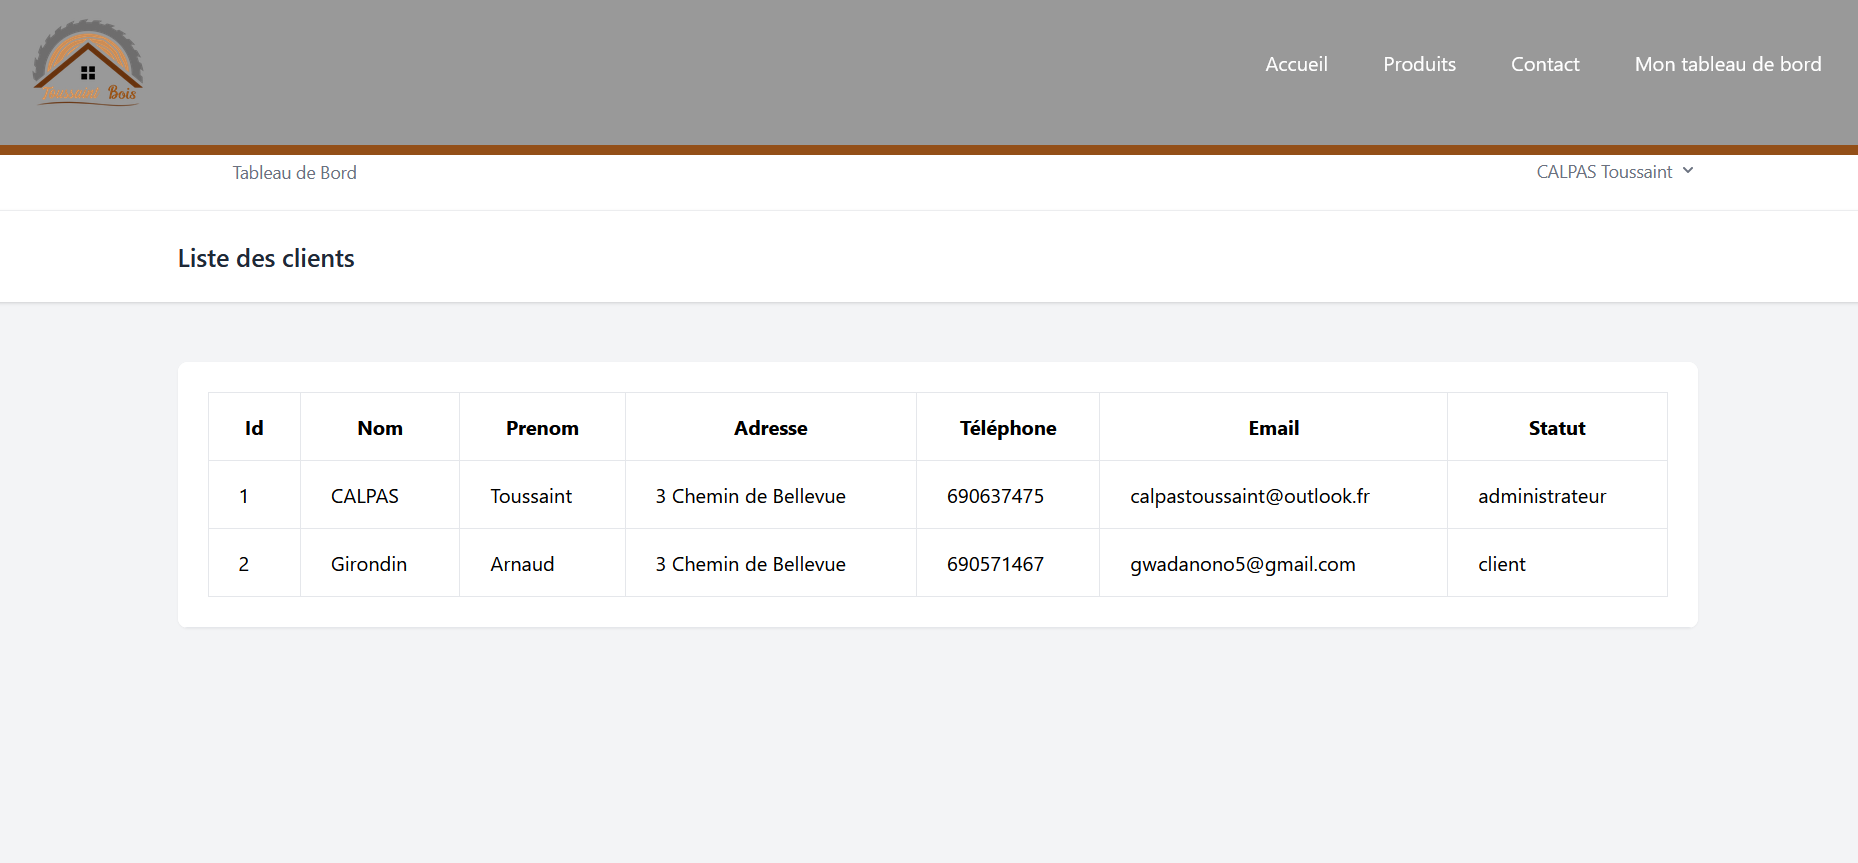 Toussaint Bois
Accueil Produits Contact Mon tableau de bord
Tableau de Bord CALPAS Toussaint
Liste des clients
Id Nom Prenom Adresse Téléphone Email Statut
1 CALPAS Toussaint 3 Chemin de Bellevue 690637475 calpastoussaint@outlook.fr administrateur
2 Girondin Arnaud 3 Chemin de Bellevue 690571467 gwadanono5@gmail.com client